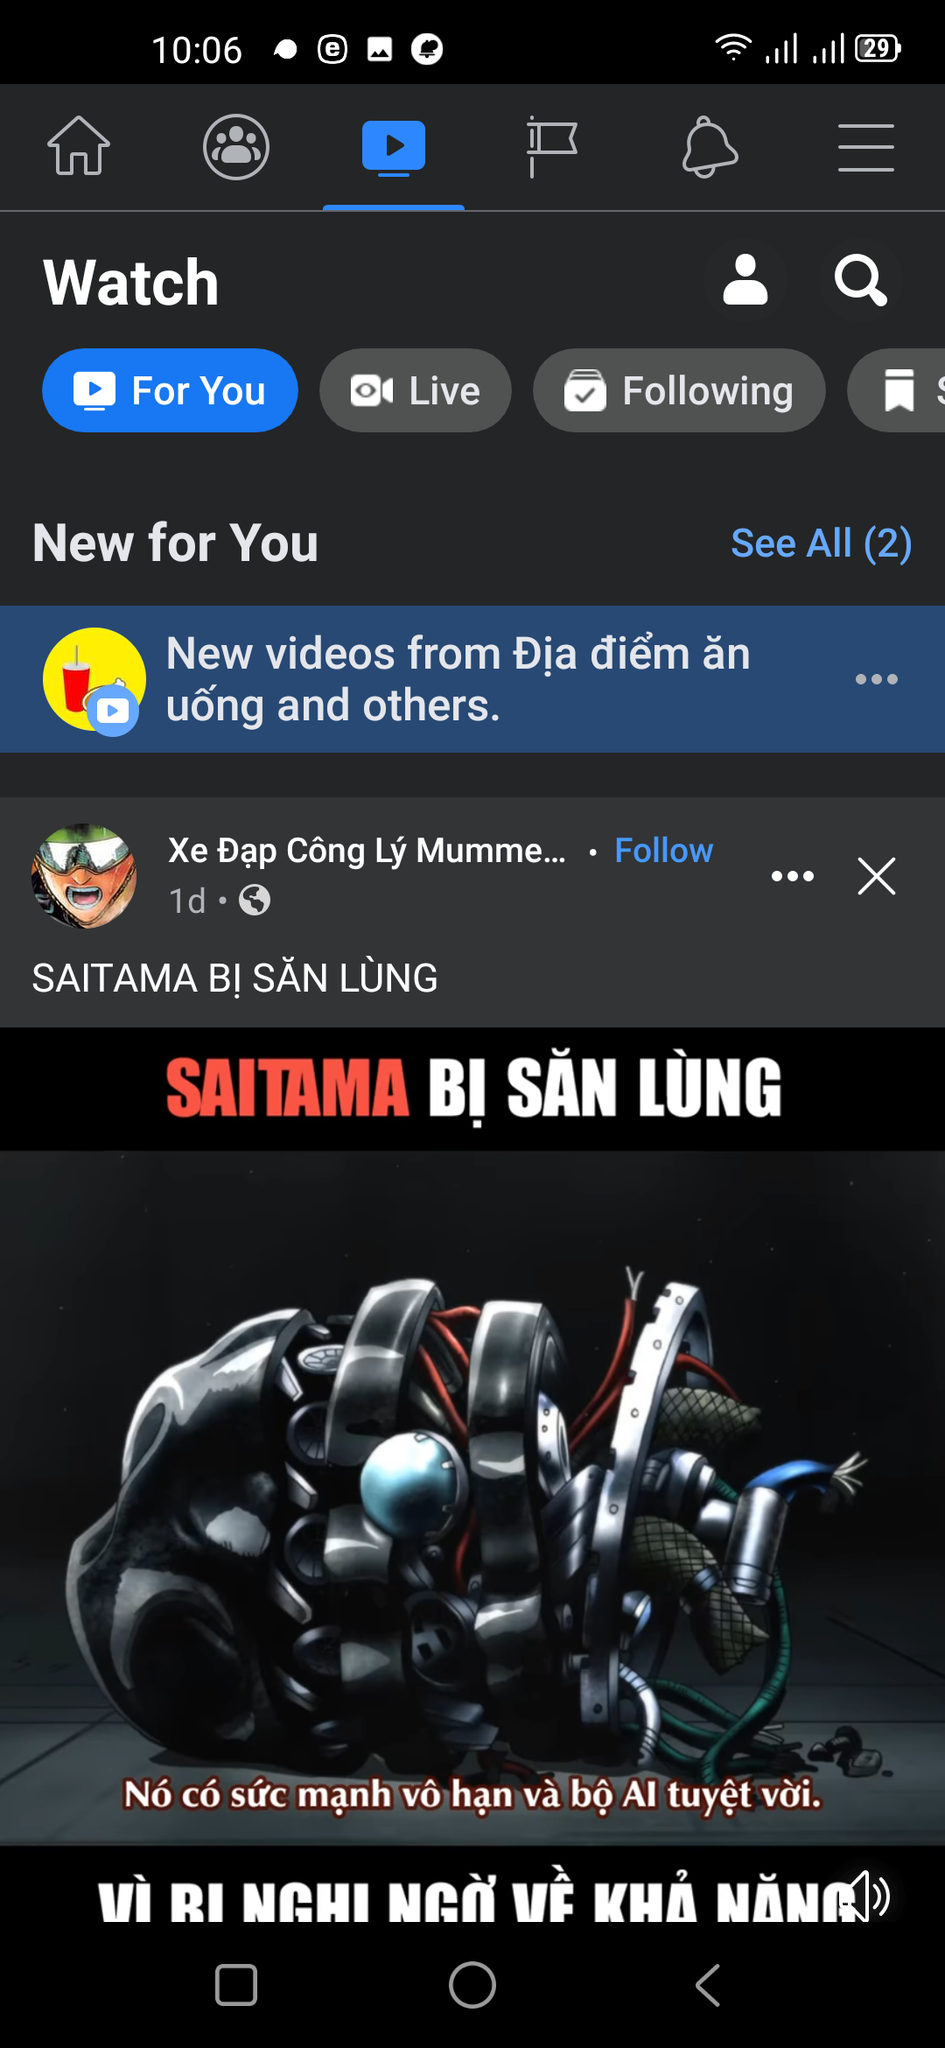 10:06
29
Watch
For You
Live
Following
New for You
See All (2)
New videos from Địa điểm ăn
uống and others.
Xe Đạp Công Lý Mumme... • Follow
1d •
SAITAMA BỊ SĂN LÙNG
SAITAMA BỊ SĂN LÙNG
Nó có sức mạnh vô hạn và bộ AI tuyệt vời.
VÌ BỊ NGHI NGỜ VỀ KHẢ NĂNG